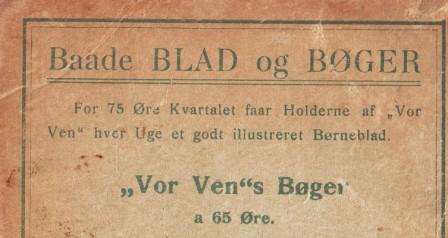 Baade BLAD og BØGER
For 75 Øre Kvartalet faar Holderne af „Vor
Ven“ hver Uge et godt illustreret Børneblad.
„Vor Ven“s Bøger
a 65 Øre.